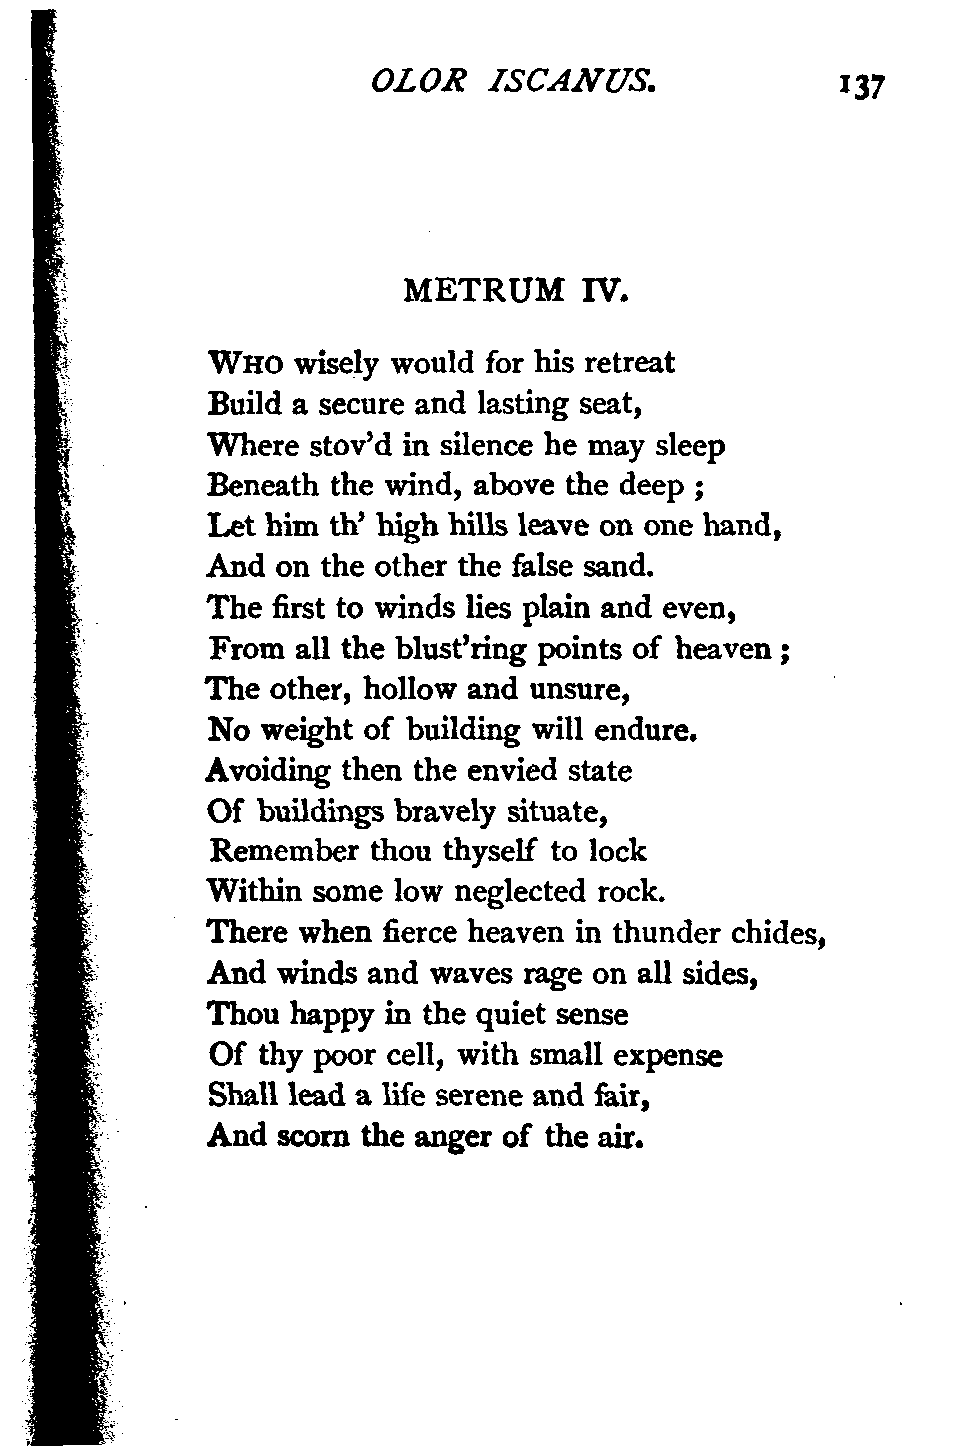 OLOR ISCANUS. 137
METRUM IV.
WHO wisely would for his retreat
Build a secure and lasting seat,
Where stov'd in silence he may sleep
Beneath the wind, above the deep ;
Let him th' high hills leave on one hand,
And on the other the false sand.
The first to winds lies plain and even,
From all the blust'ring points of heaven ;
The other, hollow and unsure,
No weight of building will endure.
Avoiding then the envied state
Of buildings bravely situate,
Remember thou thyself to lock
Within some low neglected rock.
There when fierce heaven in thunder chides,
And winds and waves rage on all sides,
Thou happy in the quiet sense
Of thy poor cell, with small expense
Shall lead a life serene and fair,
And scorn the anger of the air.